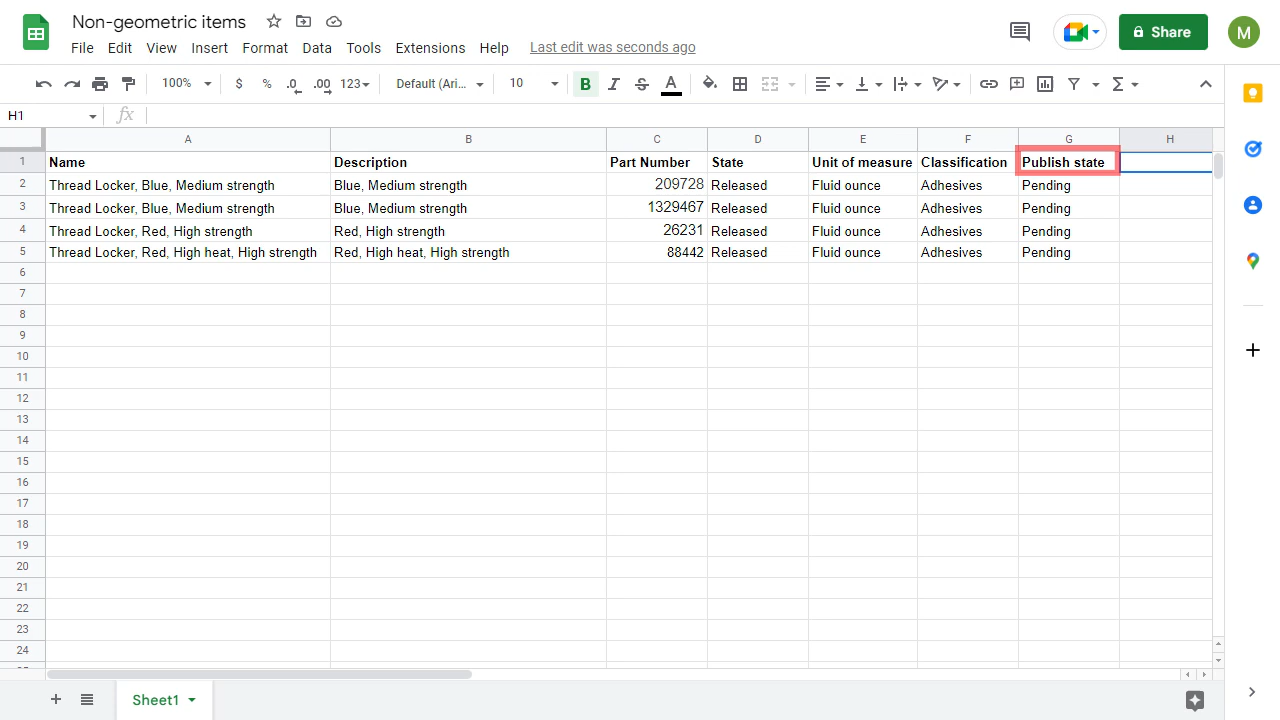 Non-geometric items
File Edit View Insert Format Data Tools Extensions Help Last edit was seconds ago
Share M
100% $ % .0 .00 123 Default (Ari... 10 B I S A Σ
H1 fx
A B C D E F G H
1 Name Description Part Number State Unit of measure Classification Publish state
2 Thread Locker, Blue, Medium strength Blue, Medium strength 209728 Released Fluid ounce Adhesives Pending
3 Thread Locker, Blue, Medium strength Blue, Medium strength 1329467 Released Fluid ounce Adhesives Pending
4 Thread Locker, Red, High strength Red, High strength 26231 Released Fluid ounce Adhesives Pending
5 Thread Locker, Red, High heat, High strength Red, High heat, High strength 88442 Released Fluid ounce Adhesives Pending
6
7
8
9
10
11
12
13
14
15
16
17
18
19
20
21
22
23
24
Sheet1